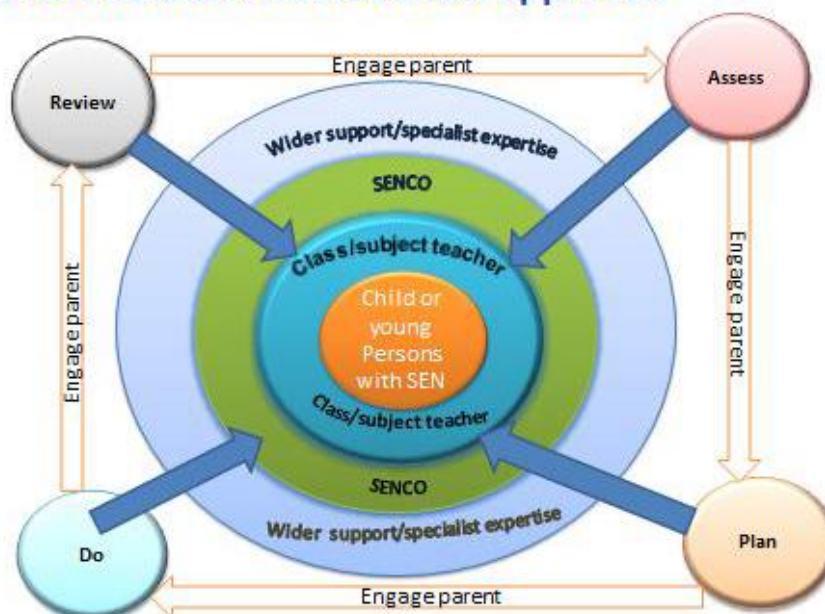 Engage parent
Review
Assess
Wider support/specialist expertise
SENCO
Class/subject teacher
Child or
young
Persons
with SEN
Class/subject teacher
SENCO
Wider support/specialist expertise
Engage parent
Engage parent
Do
Plan
Engage parent